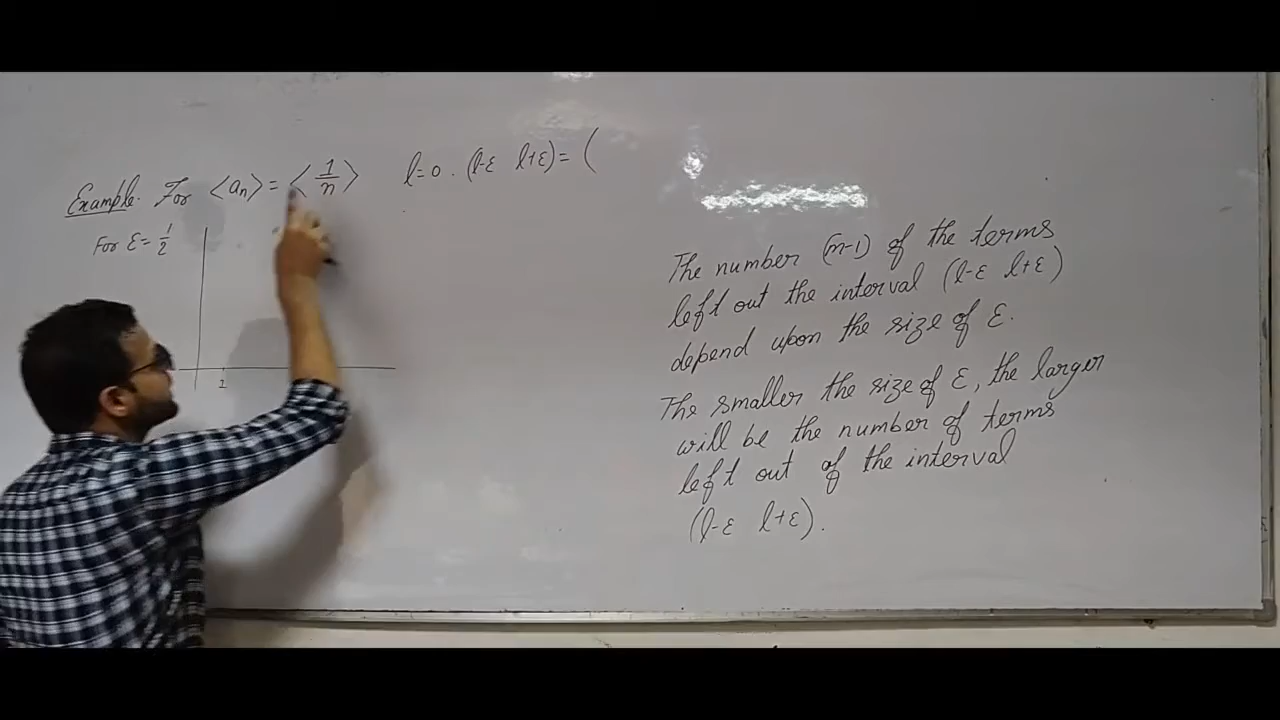 Example. For <aₙ> = <1/n> l=0. (l-ε l+ε)= (
For ε= 1/2
1
The number (m-1) of the terms
left out the interval (l-ε l+ε)
depend upon the size of ε.
The smaller the size of ε, the larger
will be the number of terms
left out of the interval
(l-ε l+ε).